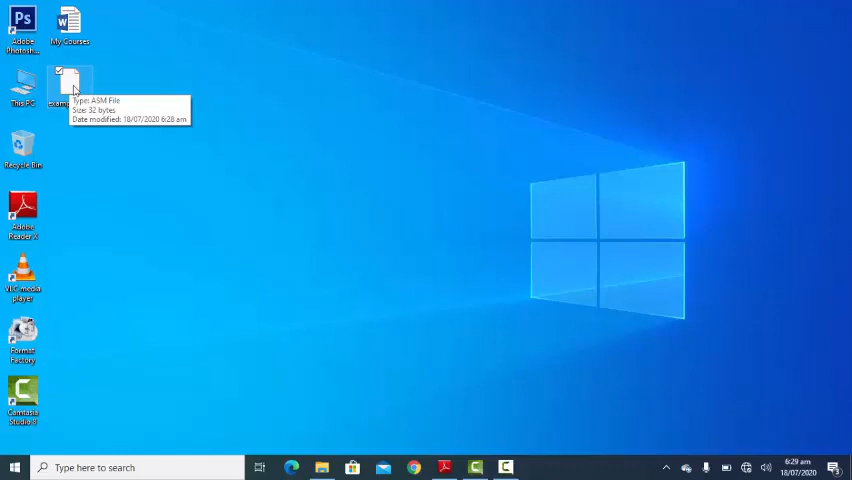 Ps
Adobe
Photosh...
My Courses
This PC
Type: ASM File
Size: 32 bytes
Date modified: 18/07/2020 6:28 am
Recycle Bin
Adobe
Reader X
VLC media
player
Format
Factory
Camtasia
Studio 8
Type here to search
6:29 am
18/07/2020
3